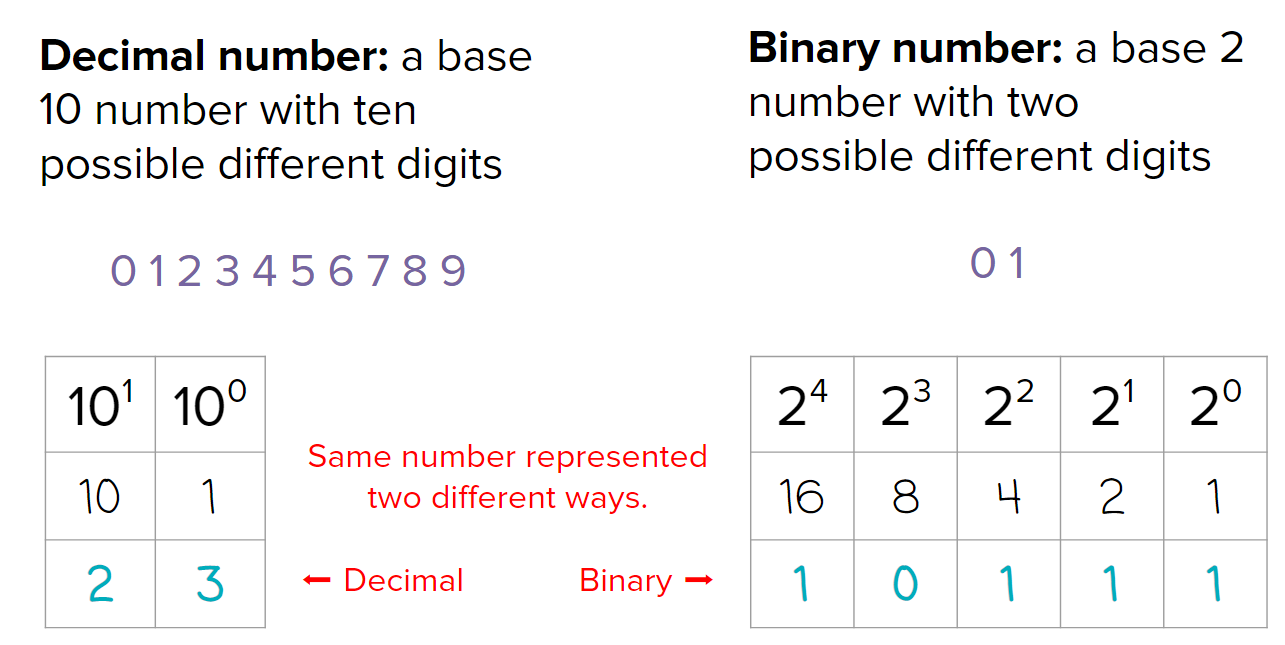 Decimal number: a base
10 number with ten
possible different digits
0 1 2 3 4 5 6 7 8 9
10¹ 10⁰
10 1
2 3
Same number represented
two different ways.
← Decimal
Binary →
Binary number: a base 2
number with two
possible different digits
0 1
2⁴ 2³ 2² 2¹ 2⁰
16 8 4 2 1
1 0 1 1 1